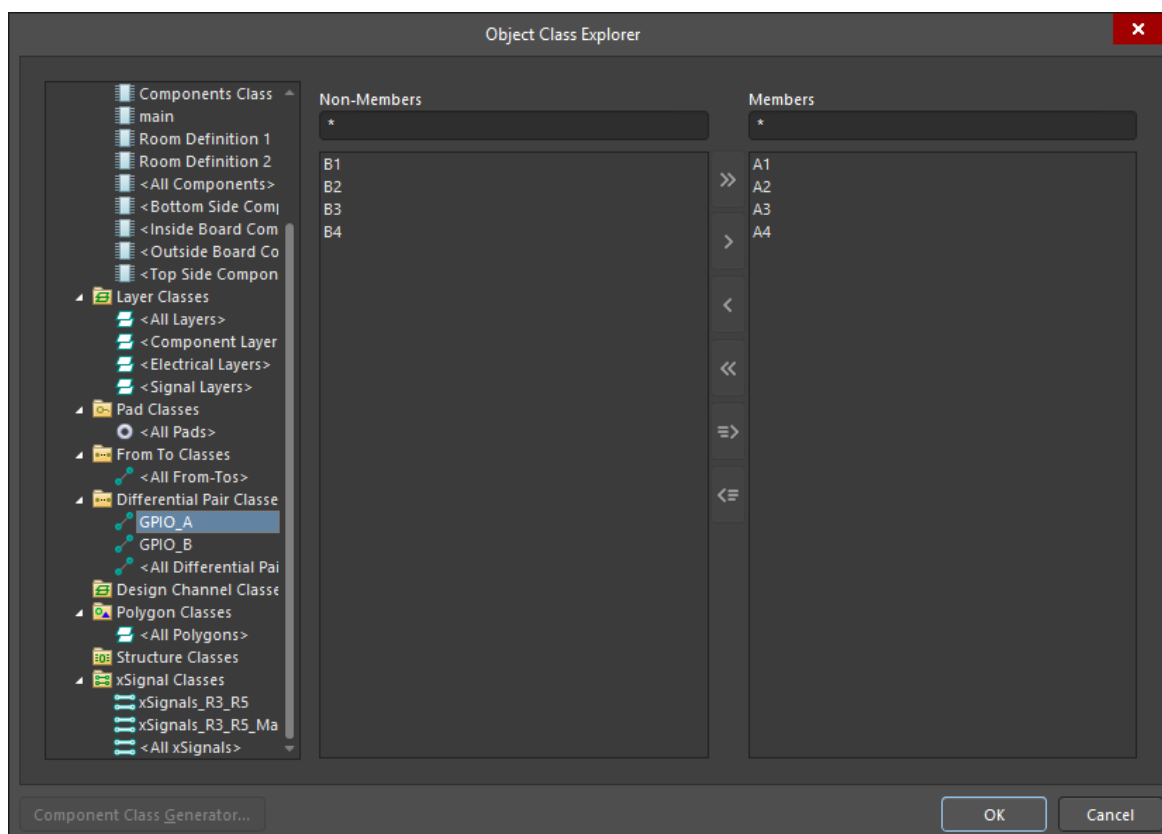 Object Class Explorer
Components Class
main
Room Definition 1
Room Definition 2
<All Components>
<Bottom Side Com
<Inside Board Com
<Outside Board Co
<Top Side Compon
Layer Classes
<All Layers>
<Component Layer
<Electrical Layers>
<Signal Layers>
Pad Classes
<All Pads>
From To Classes
<All From-Tos>
Differential Pair Classe
GPIO_A
GPIO_B
<All Differential Pai
Design Channel Classe
Polygon Classes
<All Polygons>
Structure Classes
xSignal Classes
xSignals_R3_R5
xSignals_R3_R5_Ma
<All xSignals>
Non-Members
*
B1
B2
B3
B4
Members
*
A1
A2
A3
A4
Component Class Generator...
OK
Cancel